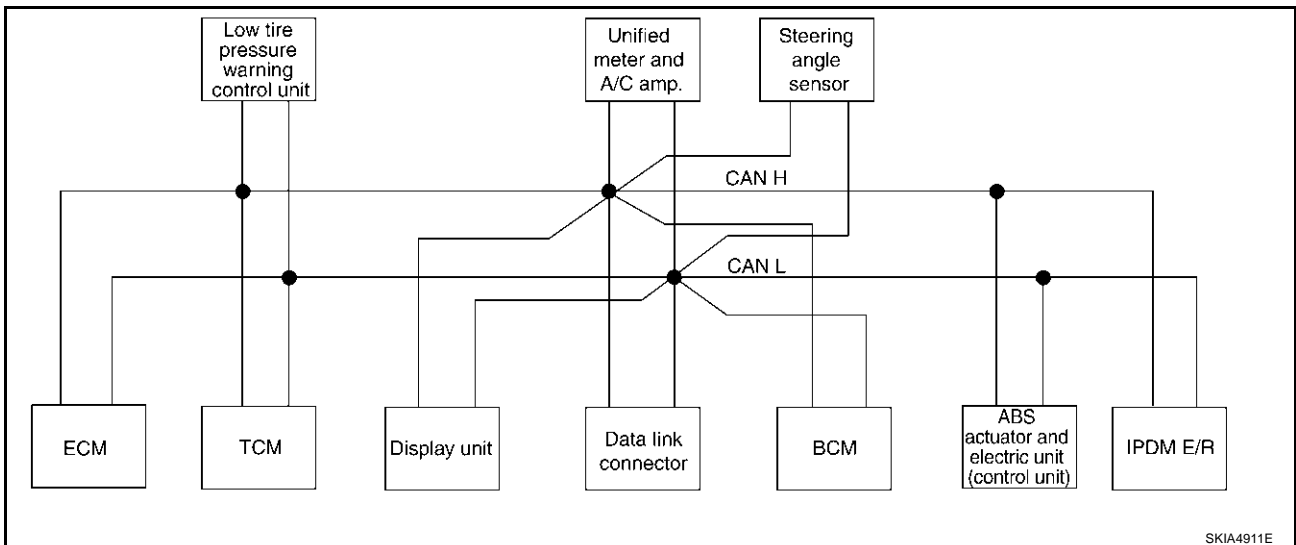 Low tire
pressure
warning
control unit
Unified
meter and
A/C amp.
Steering
angle
sensor
CAN H
CAN L
ECM
TCM
Display unit
Data link
connector
BCM
ABS
actuator and
electric unit
(control unit)
IPDM E/R
SKIA4911E